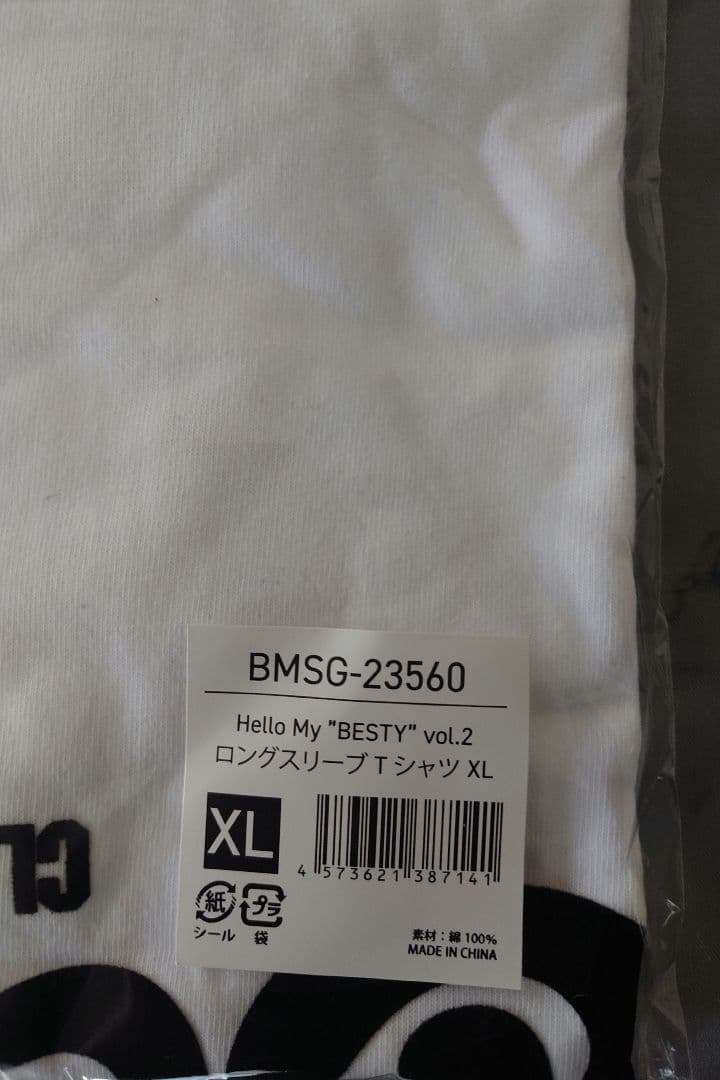 BMSG-23560
Hello My "BESTY" vol.2
ロングスリーブ T シャツ XL
XL
4 573621 387141
紙 プラ
シール 袋
素材：綿 100%
MADE IN CHINA
CL